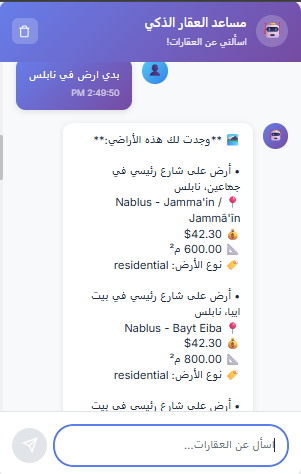 مساعد العقار الذكي
اسألني عن العقارات!
بدي ارض في نابلس
2:49:50 PM
🏞️ **وجدت لك هذه الأراضي:**
• أرض على شارع رئيسي في
جماعين، نابلس
📍 Nablus - Jamma'in /
Jammā'īn
💰 $42.30
📐 600.00 م²
🏷️ نوع الأرض: residential
• أرض على شارع رئيسي في بيت
ايبا، نابلس
📍 Nablus - Bayt Eiba
💰 $42.30
📐 800.00 م²
🏷️ نوع الأرض: residential
• أرض على شارع رئيسي في بيت
اسأل عن العقارات...